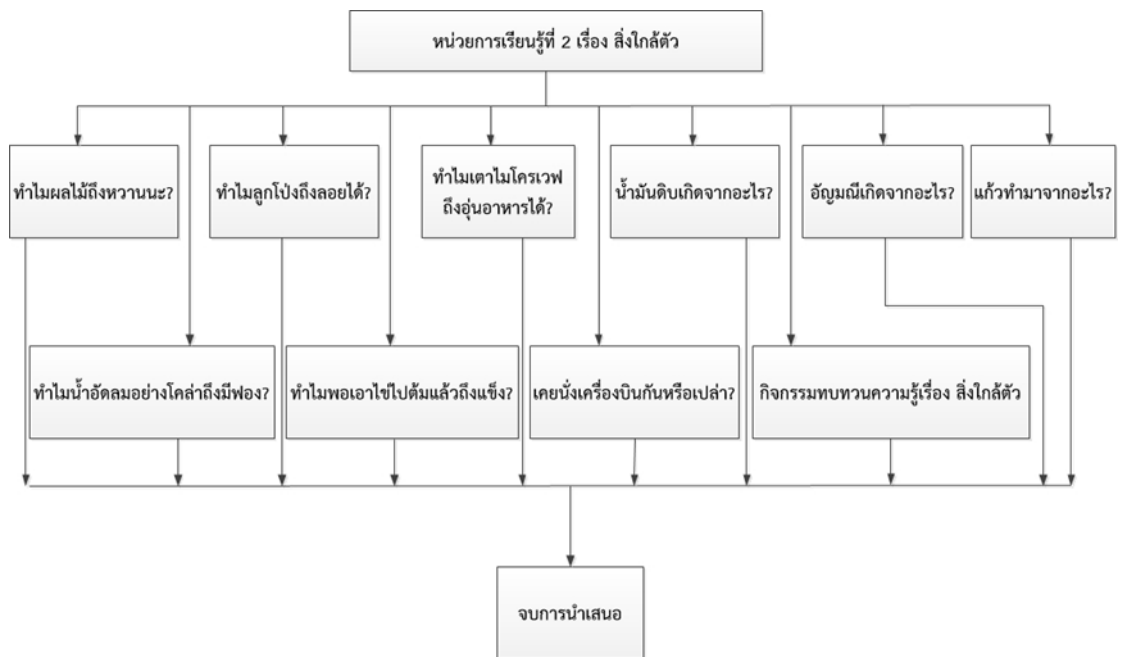 หน่วยการเรียนรู้ที่ 2 เรื่อง สิ่งใกล้ตัว
ทำไมผลไม้ถึงหวานนะ?
ทำไมลูกโป่งถึงลอยได้?
ทำไมเตาไมโครเวฟ
ถึงอุ่นอาหารได้?
น้ำมันดิบเกิดจากอะไร?
อัญมณีเกิดจากอะไร?
แก้วทำมาจากอะไร?
ทำไมน้ำอัดลมอย่างโคล่าถึงมีฟอง?
ทำไมพอเอาไข่ไปต้มแล้วถึงแข็ง?
เคยนั่งเครื่องบินกันหรือเปล่า?
กิจกรรมทบทวนความรู้เรื่อง สิ่งใกล้ตัว
จบการนำเสนอ